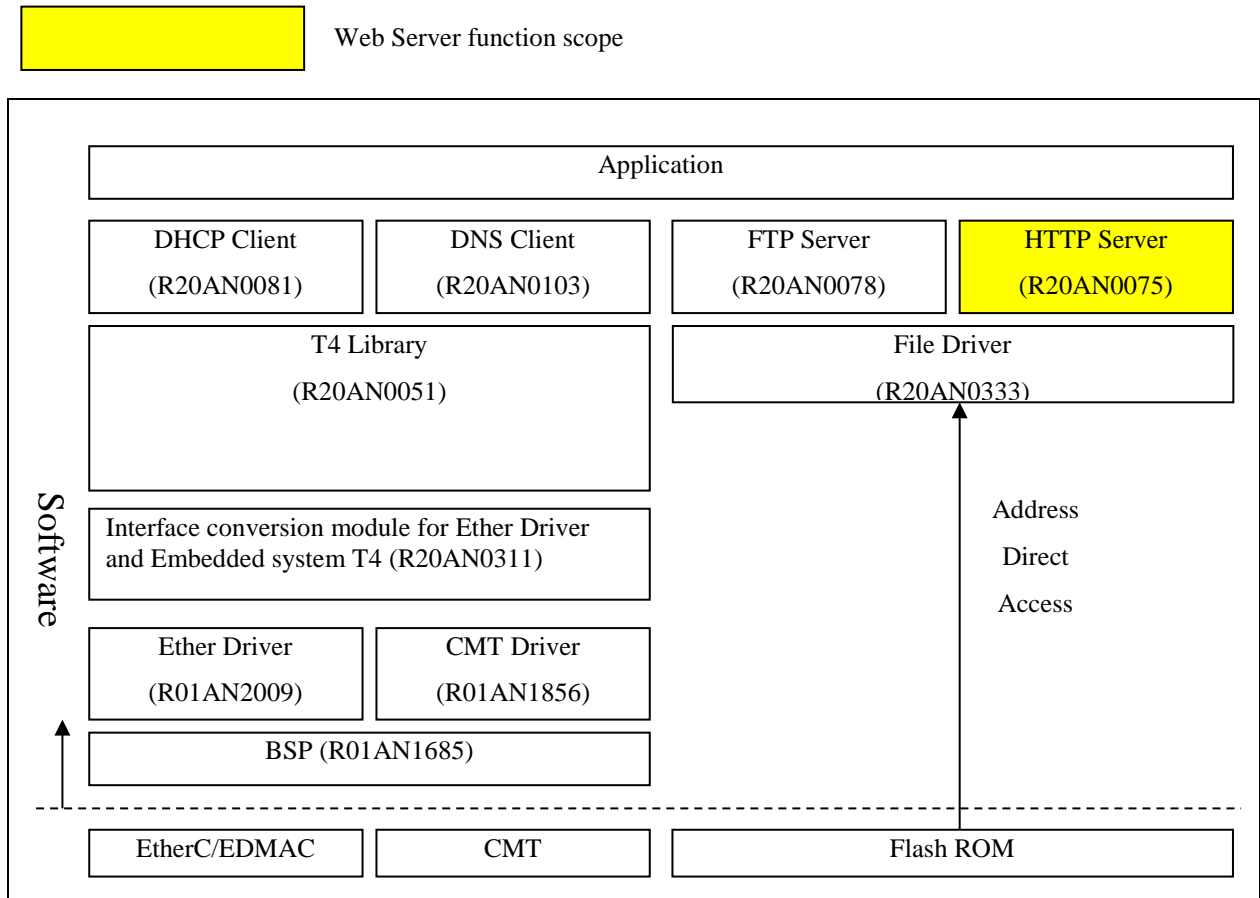 Web Server function scope
Application
DHCP Client
(R20AN0081)
DNS Client
(R20AN0103)
FTP Server
(R20AN0078)
HTTP Server
(R20AN0075)
T4 Library
(R20AN0051)
File Driver
(R20AN0333)
Interface conversion module for Ether Driver
and Embedded system T4 (R20AN0311)
Address
Direct
Access
Software
Ether Driver
(R01AN2009)
CMT Driver
(R01AN1856)
BSP (R01AN1685)
EtherC/EDMAC
CMT
Flash ROM